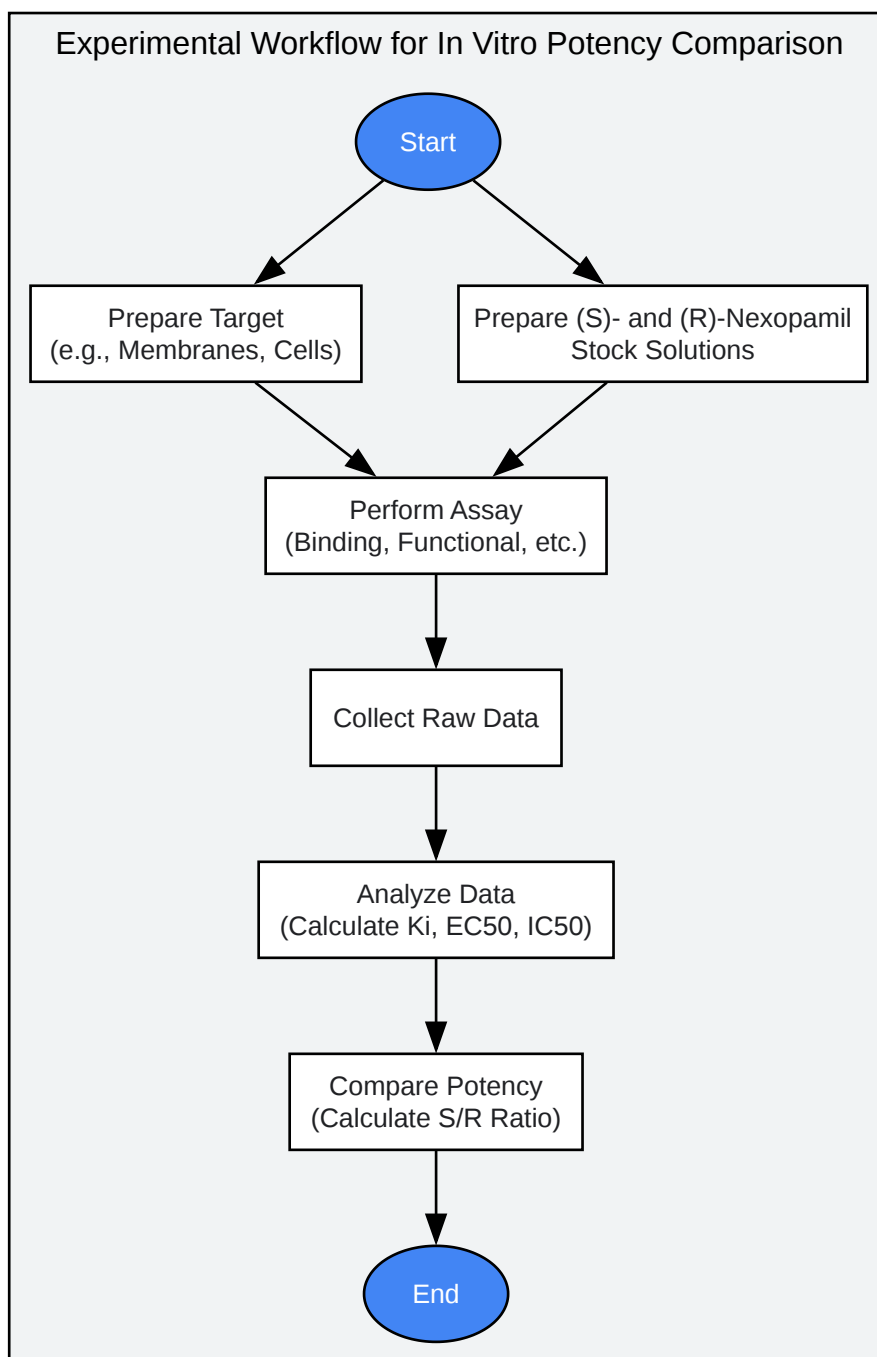 Experimental Workflow for In Vitro Potency Comparison
Start
Prepare Target
(e.g., Membranes, Cells)
Prepare (S)- and (R)-Nexopamil
Stock Solutions
Perform Assay
(Binding, Functional, etc.)
Collect Raw Data
Analyze Data
(Calculate Ki, EC50, IC50)
Compare Potency
(Calculate S/R Ratio)
End